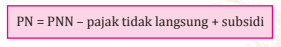 PN = PNN – pajak tidak langsung + subsidi